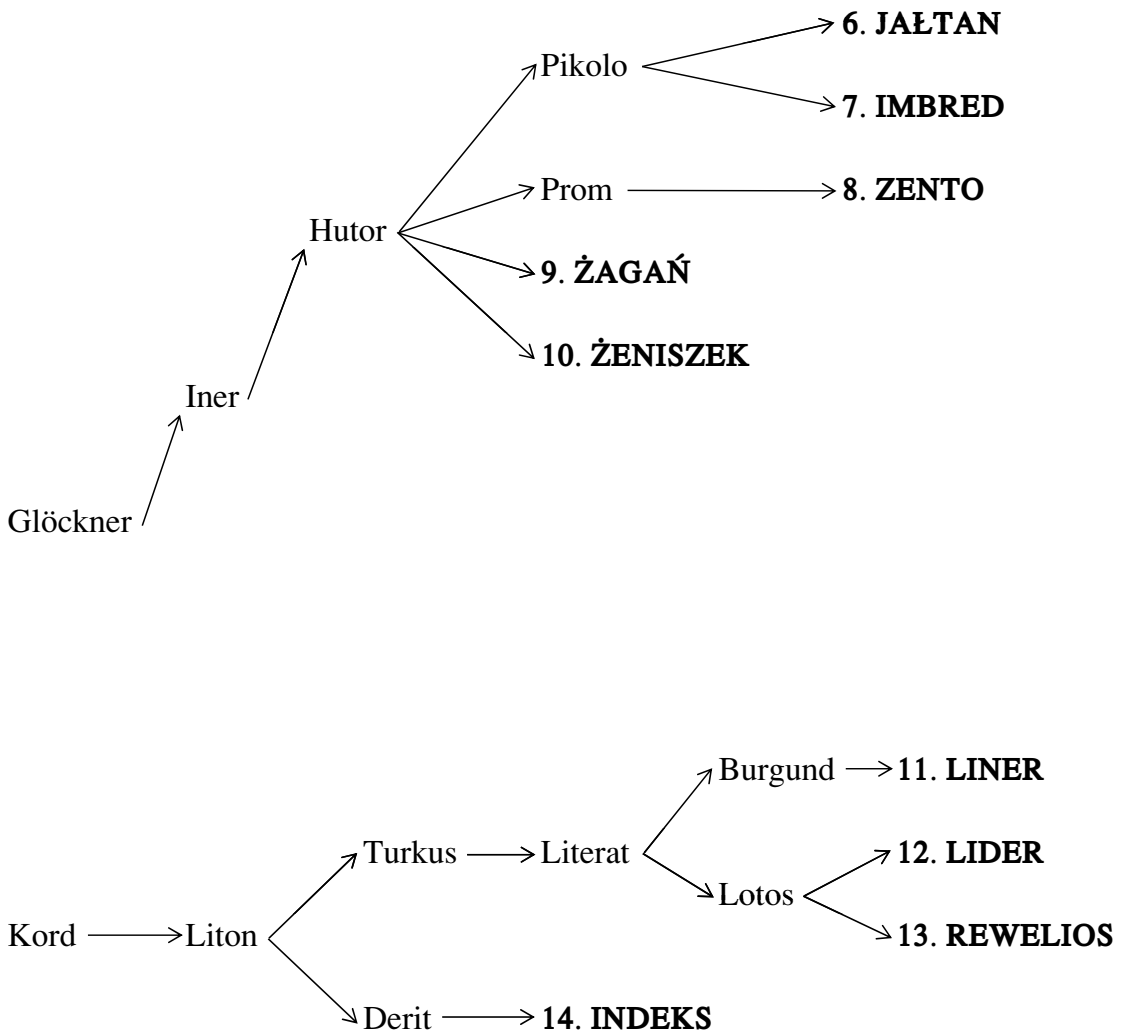 6. JAŁTAN
Pikolo
7. IMBRED
Prom
8. ZENTO
Hutor
9. ŻAGAŃ
10. ŻENISZEK
Iner
Glöckner
Burgund
11. LINER
Turkus
Literat
12. LIDER
Lotos
Kord
Liton
13. REWELIOS
Derit
14. INDEKS